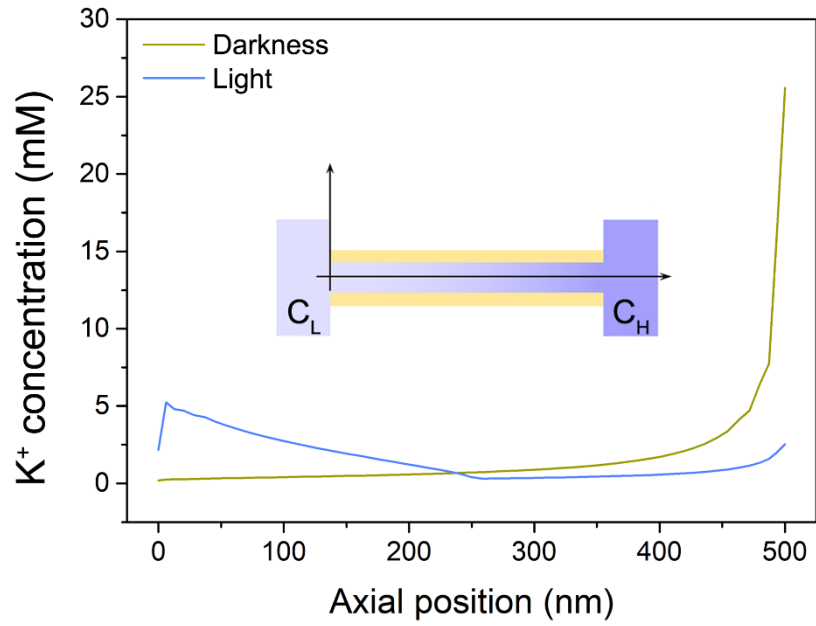 30
25
20
15
10
5
0
K⁺ concentration (mM)
Darkness
Light
C_L
C_H
0
100
200
300
400
500
Axial position (nm)